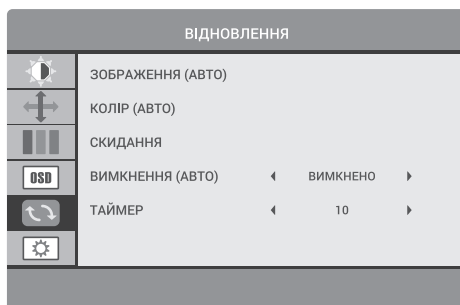 ВІДНОВЛЕННЯ
ЗОБРАЖЕННЯ (АВТО)
КОЛІР (АВТО)
СКИДАННЯ
OSD
ВИМКНЕННЯ (АВТО) ВИМКНЕНО
ТАЙМЕР 10